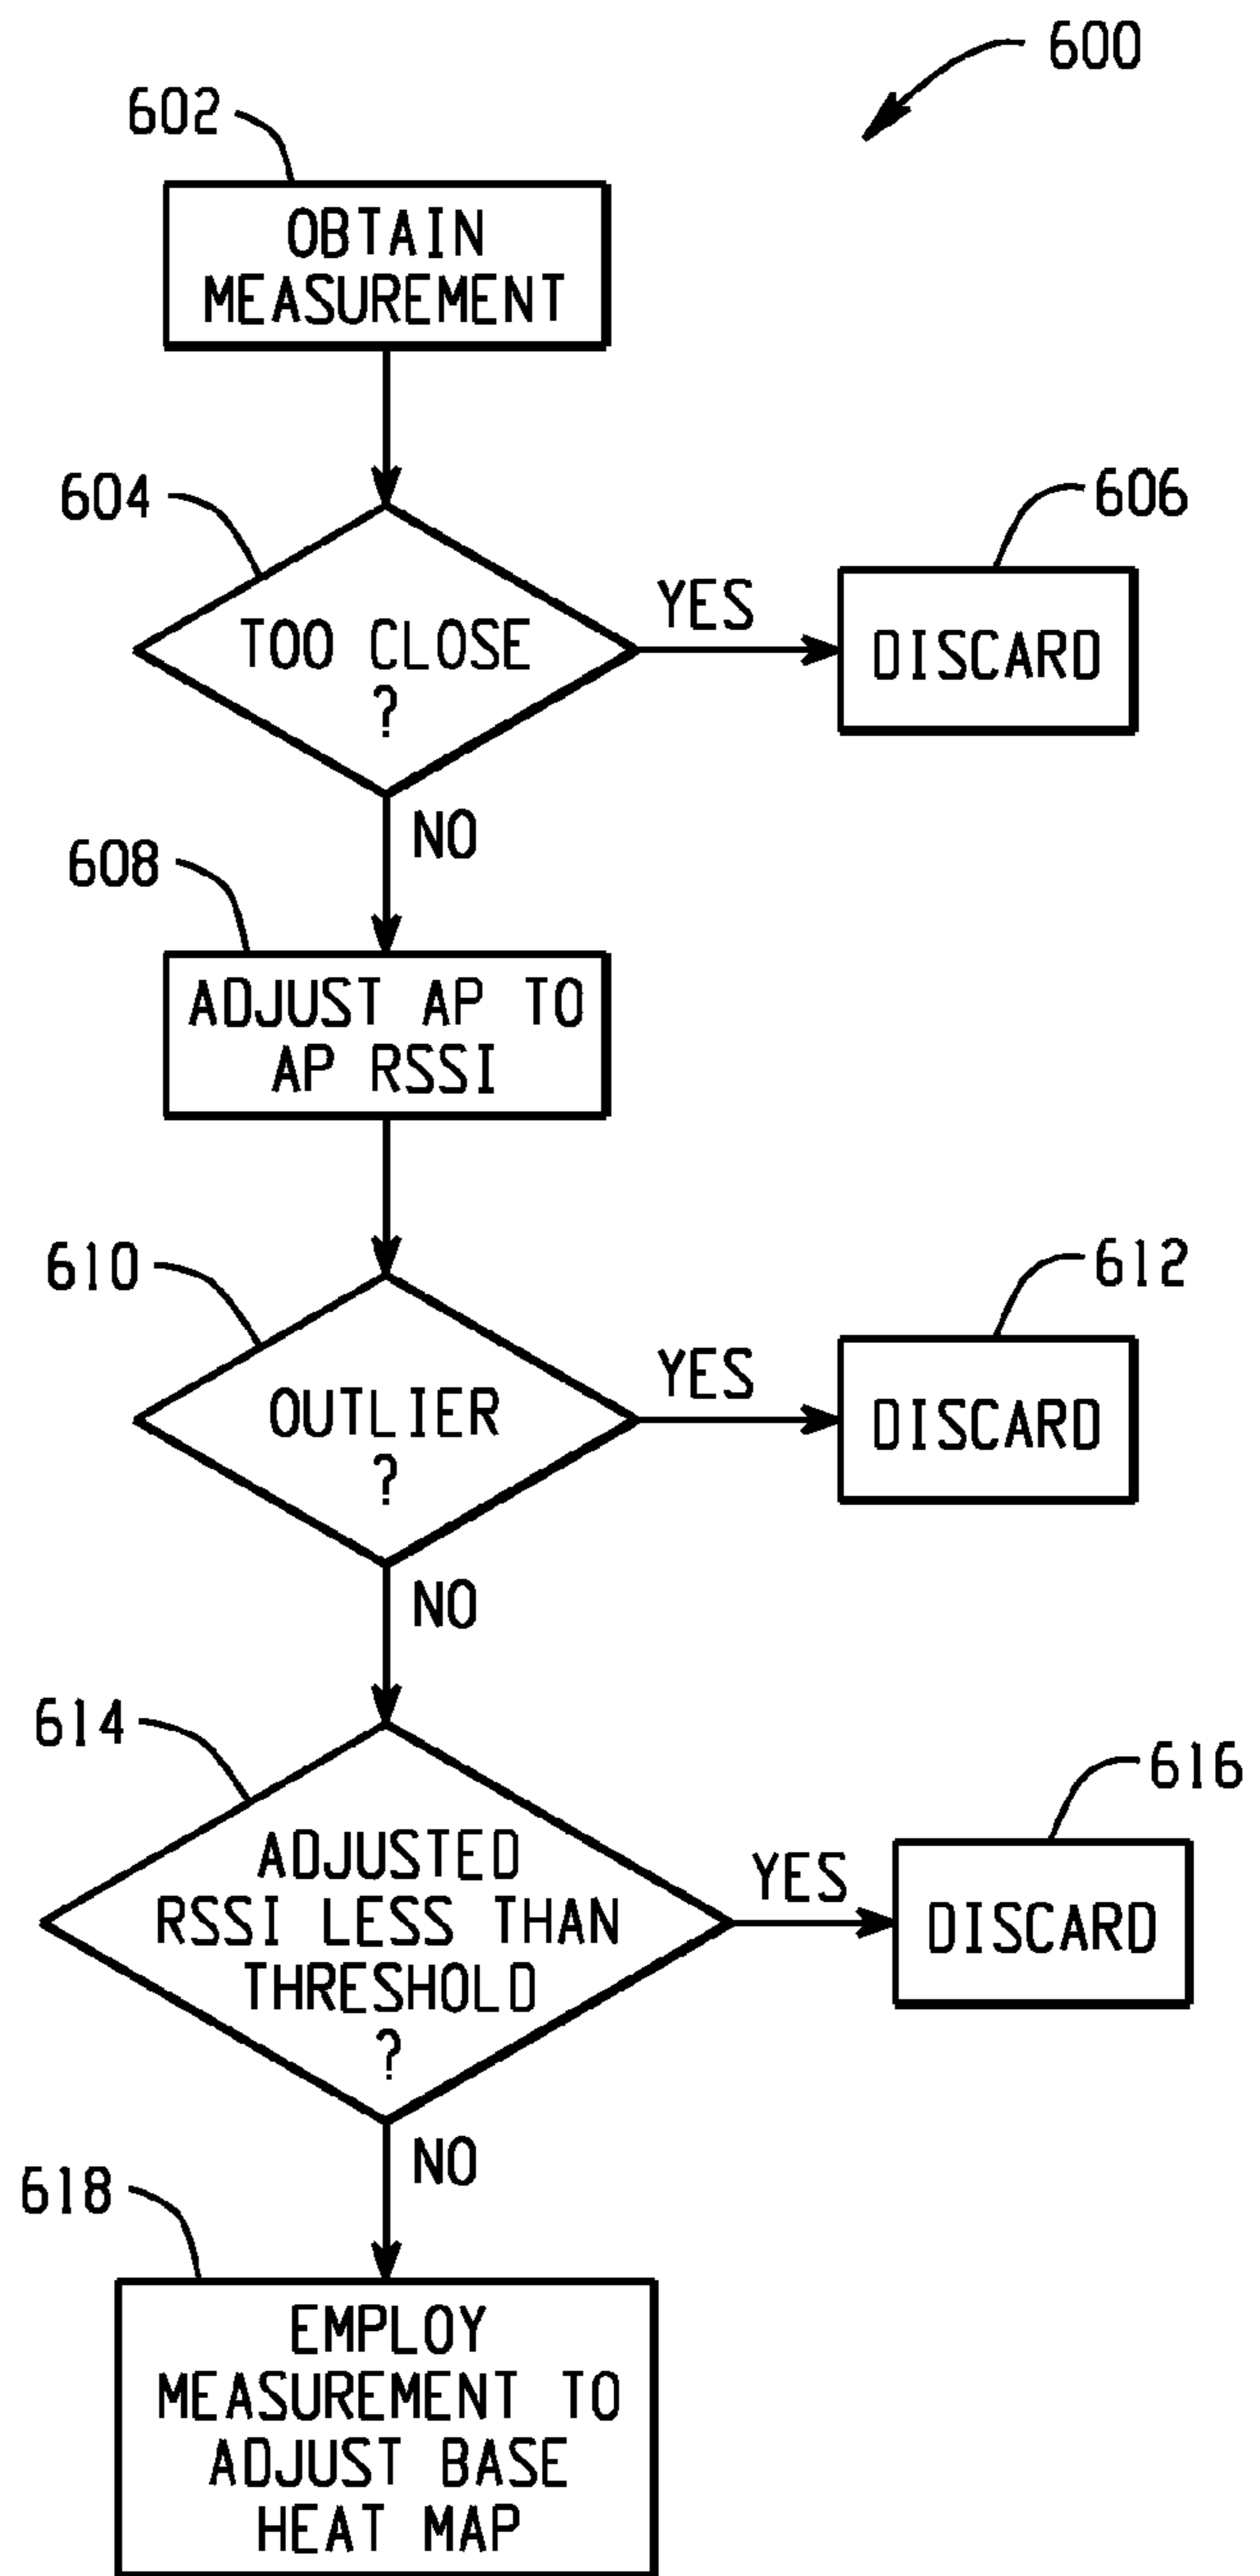 600
602
OBTAIN
MEASUREMENT
604
TOO CLOSE
?
YES
606
DISCARD
NO
608
ADJUST AP TO
AP RSSI
610
OUTLIER
?
YES
612
DISCARD
NO
614
ADJUSTED
RSSI LESS THAN
THRESHOLD
?
YES
616
DISCARD
NO
618
EMPLOY
MEASUREMENT TO
ADJUST BASE
HEAT MAP